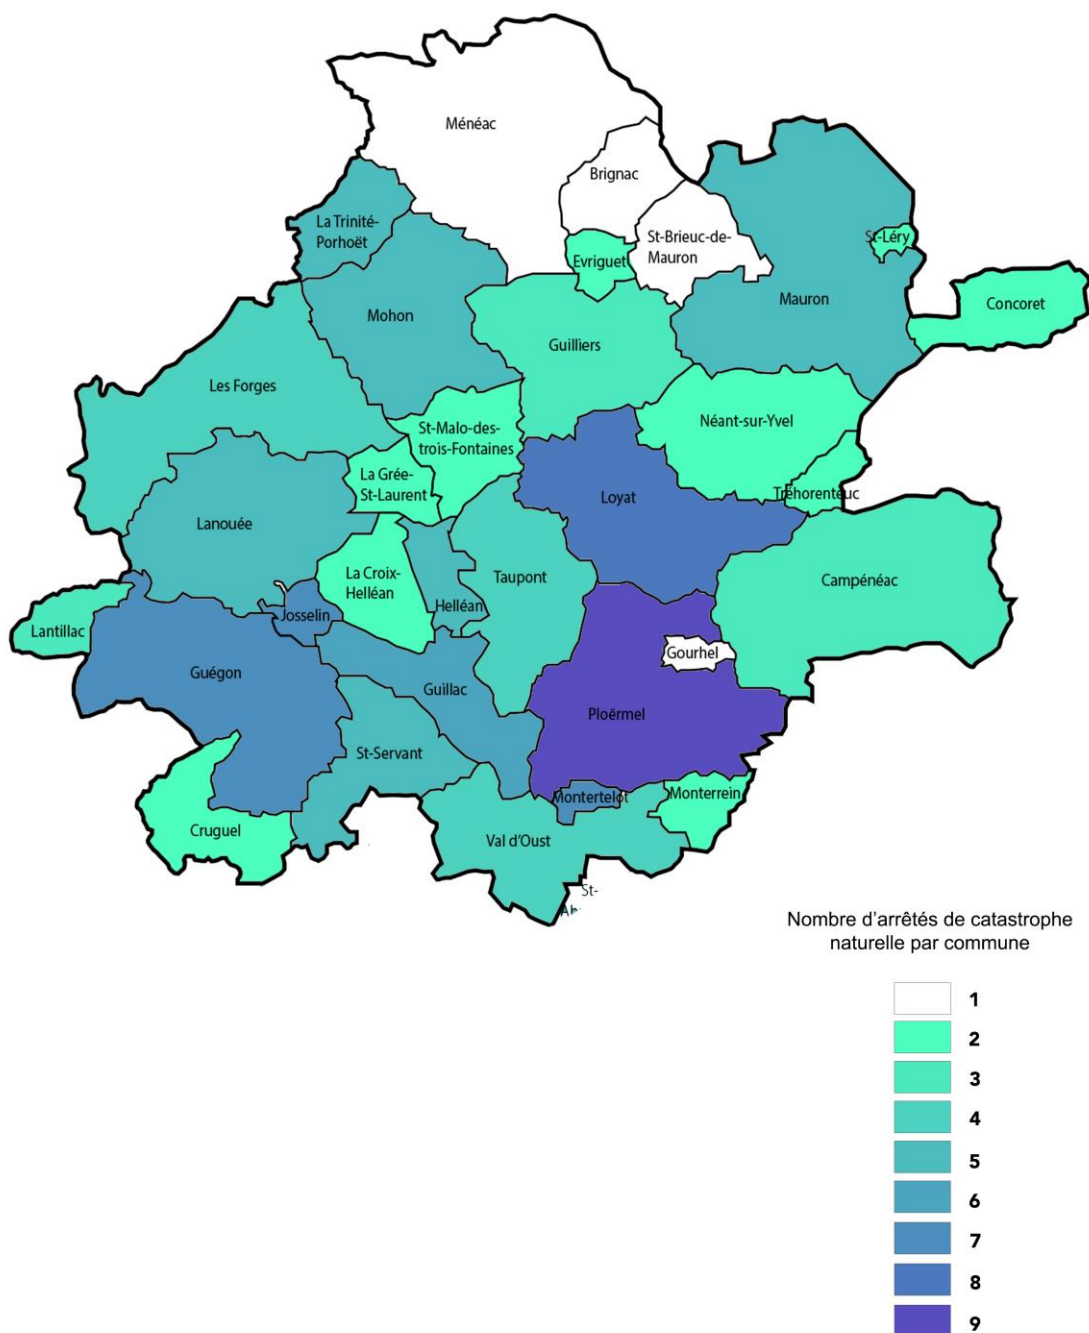 Ménéac
Brignac
La Trinité-
Porhoët
St-Brieuc-de-
Mauron
St-Léry
Evriguet
Mauron
Concoret
Mohon
Guilliers
Les Forges
St-Malo-des-
trois-Fontaines
Néant-sur-Yvel
La Grée-
St-Laurent
Loyat
Tréhorenteuc
Lanouée
La Croix-
Helléan
Taupont
Campénéac
Helléan
Josselin
Lantillac
Gourhel
Guégon
Guillac
Ploërmel
St-Servant
Montertelot
Monterrein
Cruguel
Val d'Oust
St-
Nombre d'arrêtés de catastrophe
naturelle par commune
1
2
3
4
5
6
7
8
9